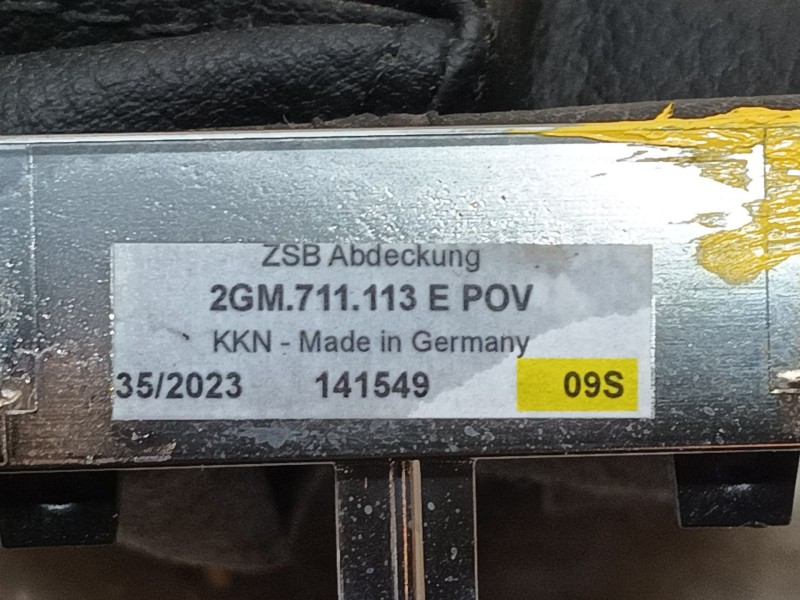 ZSB Abdeckung
2GM.711.113 E POV
KKN - Made in Germany
35/2023 141549 09S